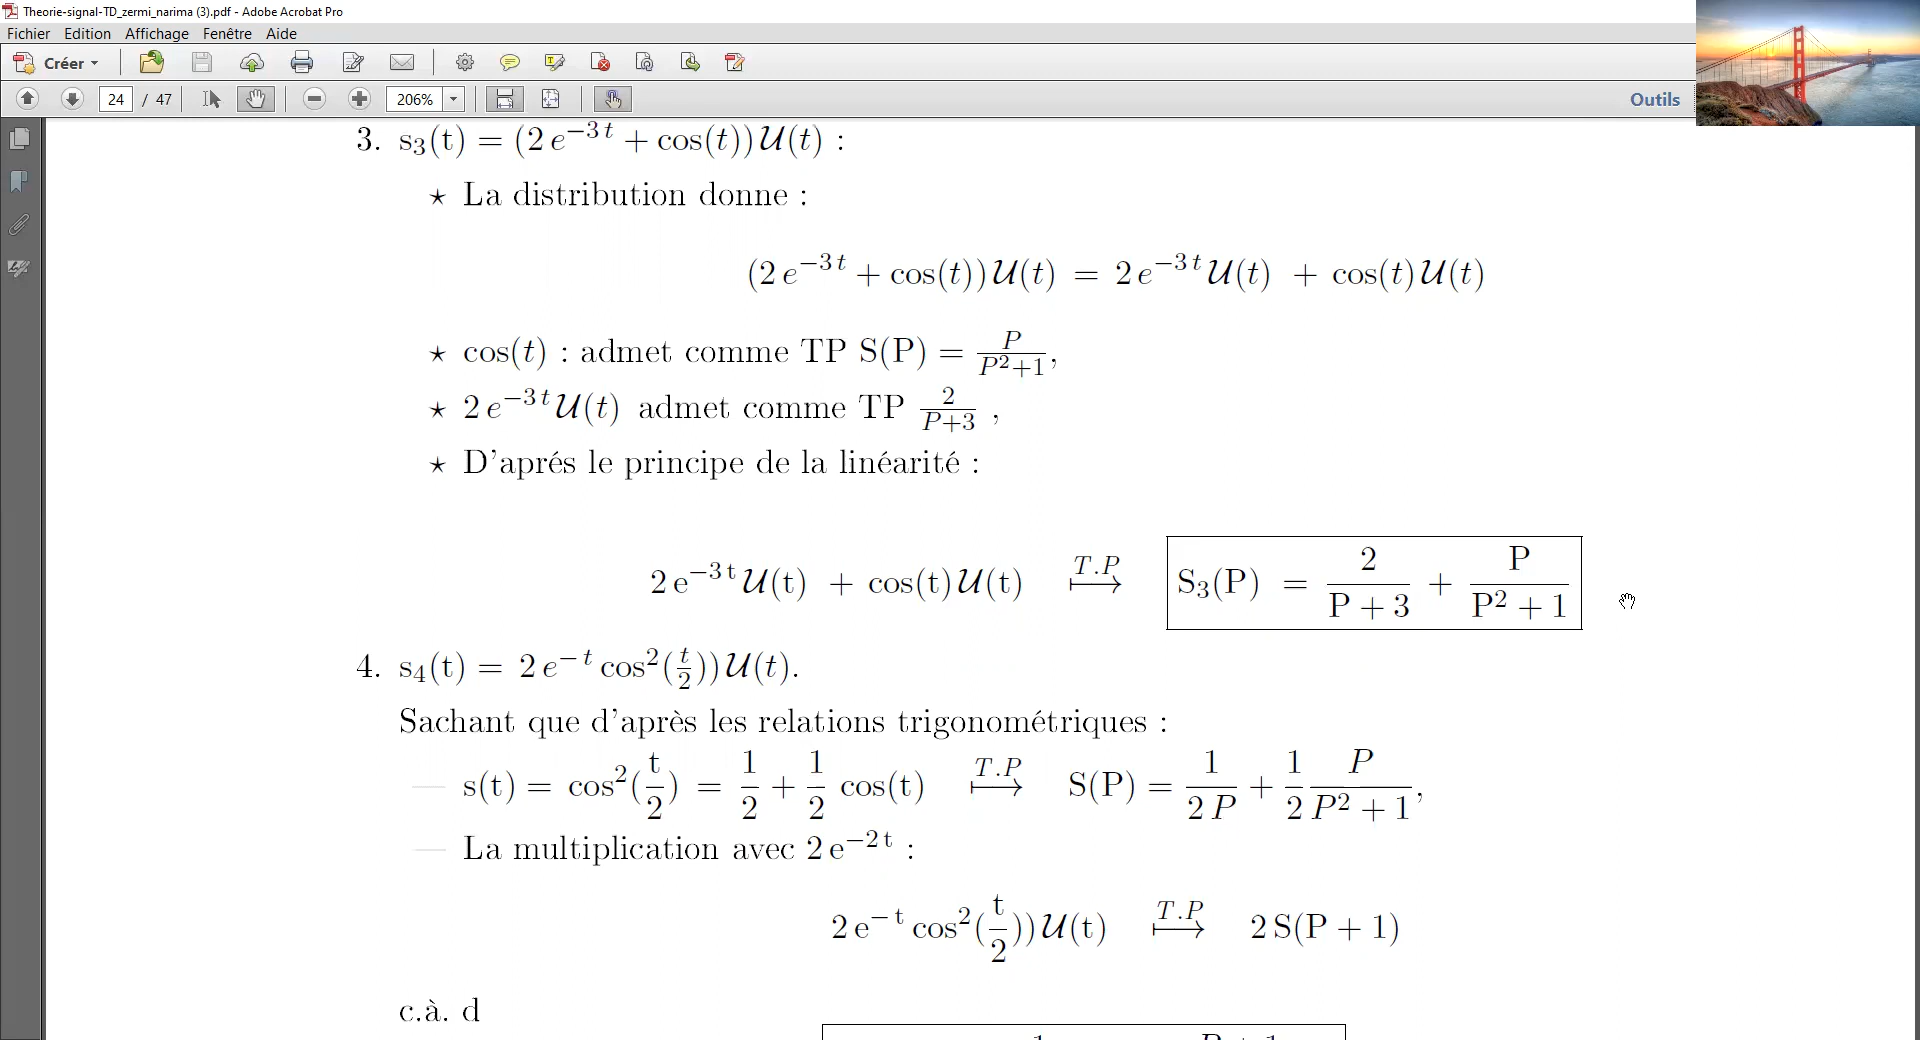 Theorie-signal-TD_zermi_narima (3).pdf - Adobe Acrobat Pro
Fichier Edition Affichage Fenêtre Aide
Créer
24 / 47 206% Outils
3. s₃(t) = (2 e⁻³ᵗ + cos(t)) 𝒰(t) :
⋆ La distribution donne :
(2 e⁻³ᵗ + cos(t)) 𝒰(t) = 2 e⁻³ᵗ 𝒰(t) + cos(t) 𝒰(t)
⋆ cos(t) : admet comme TP S(P) = P/(P²+1),
⋆ 2 e⁻³ᵗ 𝒰(t) admet comme TP 2/(P+3) ,
⋆ D'aprés le principe de la linéarité :
2 e⁻³ᵗ 𝒰(t) + cos(t) 𝒰(t) T.P ⟼ S₃(P) = 2/(P + 3) + P/(P² + 1)
4. s₄(t) = 2 e⁻ᵗ cos²(t/2)) 𝒰(t).
Sachant que d'après les relations trigonométriques :
— s(t) = cos²(t/2) = 1/2 + 1/2 cos(t) T.P ⟼ S(P) = 1/(2 P) + 1/2 P/(P² + 1),
— La multiplication avec 2 e⁻²ᵗ :
2 e⁻ᵗ cos²(t/2)) 𝒰(t) T.P ⟼ 2 S(P + 1)
c.à. d